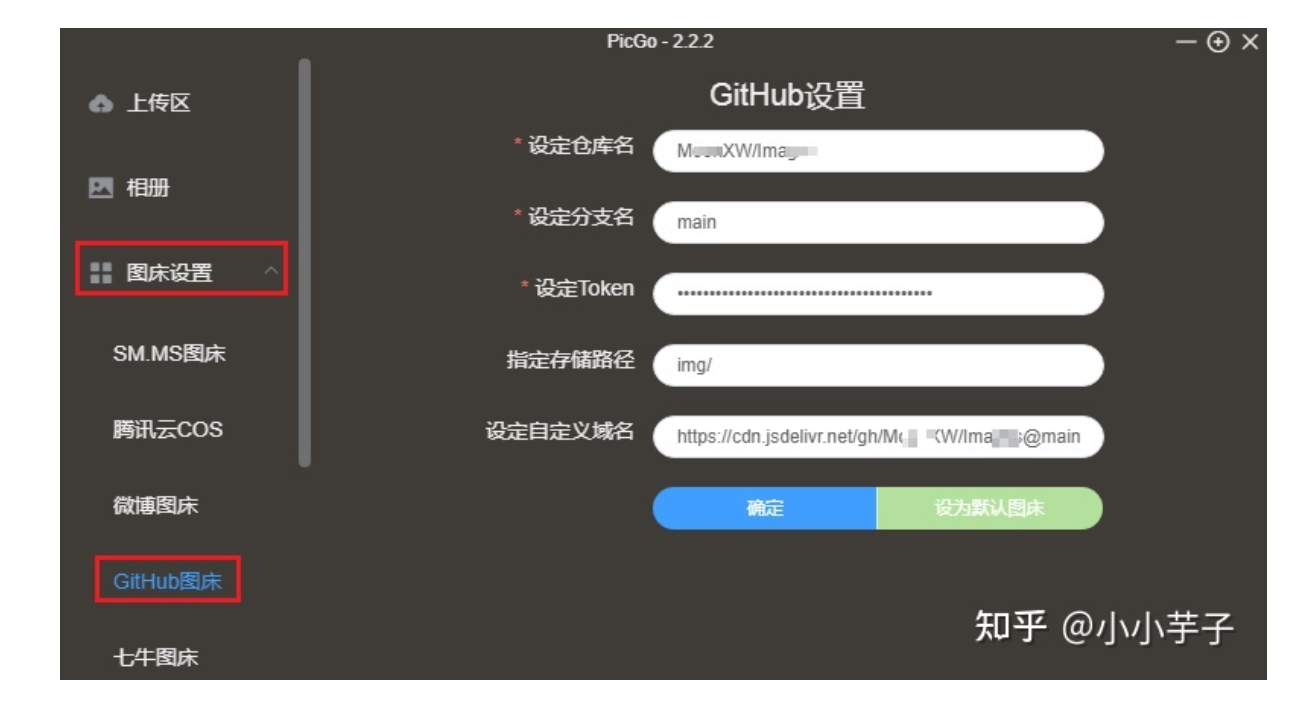 PicGo - 2.2.2
上传区
相册
图床设置
SM.MS图床
腾讯云COS
微博图床
GitHub图床
七牛图床
GitHub设置
* 设定仓库名
XW/Ima
* 设定分支名 main
* 设定Token ••••••••••••••••••••••••••••••••••••••••
指定存储路径 img/
设定自定义域名 https://cdn.jsdelivr.net/gh/M XW/Ima s@main
确定 设为默认图床
知乎 @小小芋子